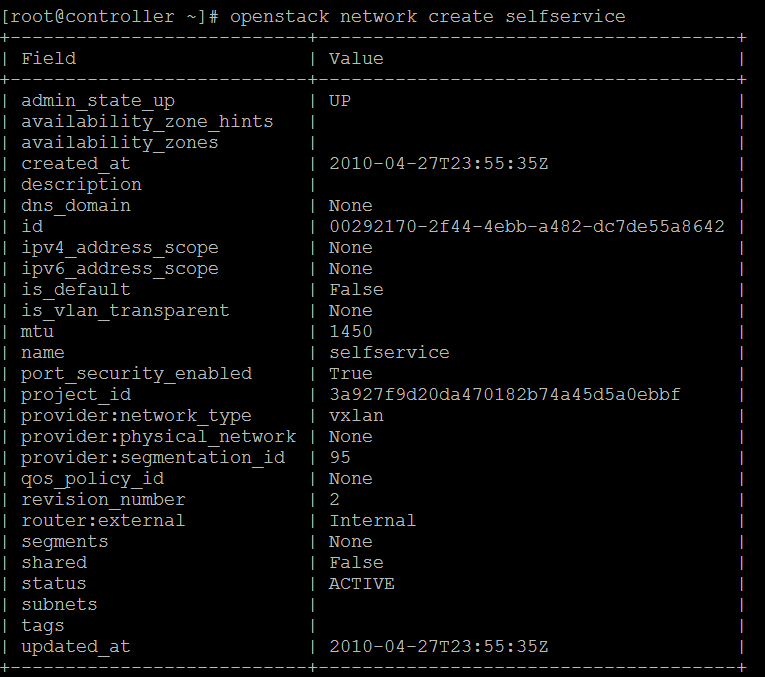 [root@controller ~]# openstack network create selfservice
+---------------------------+--------------------------------------+
| Field                     | Value                                |
+---------------------------+--------------------------------------+
| admin_state_up            | UP                                   |
| availability_zone_hints   |                                      |
| availability_zones        |                                      |
| created_at                | 2010-04-27T23:55:35Z                 |
| description               |                                      |
| dns_domain                | None                                 |
| id                        | 00292170-2f44-4ebb-a482-dc7de55a8642 |
| ipv4_address_scope        | None                                 |
| ipv6_address_scope        | None                                 |
| is_default                | False                                |
| is_vlan_transparent       | None                                 |
| mtu                       | 1450                                 |
| name                      | selfservice                          |
| port_security_enabled     | True                                 |
| project_id                | 3a927f9d20da470182b74a45d5a0ebbf     |
| provider:network_type     | vxlan                                |
| provider:physical_network | None                                 |
| provider:segmentation_id  | 95                                   |
| qos_policy_id             | None                                 |
| revision_number           | 2                                    |
| router:external           | Internal                             |
| segments                  | None                                 |
| shared                    | False                                |
| status                    | ACTIVE                               |
| subnets                   |                                      |
| tags                      |                                      |
| updated_at                | 2010-04-27T23:55:35Z                 |
+---------------------------+--------------------------------------+